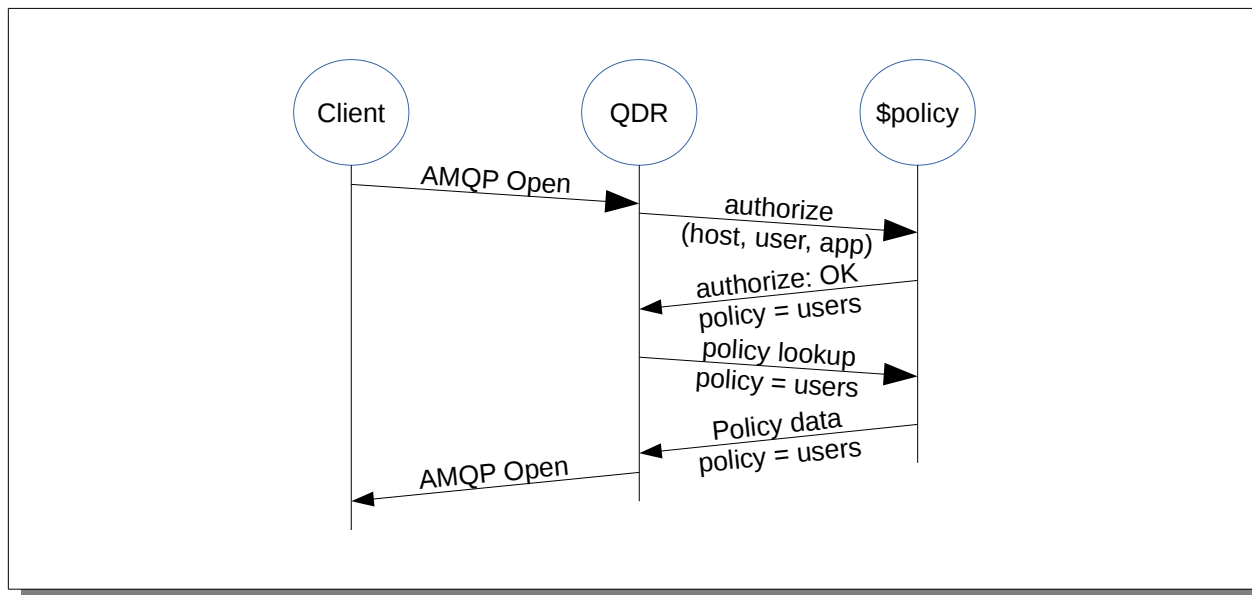 Client
QDR
$policy
AMQP Open
authorize
(host, user, app)
authorize: OK
policy = users
policy lookup
policy = users
Policy data
policy = users
AMQP Open